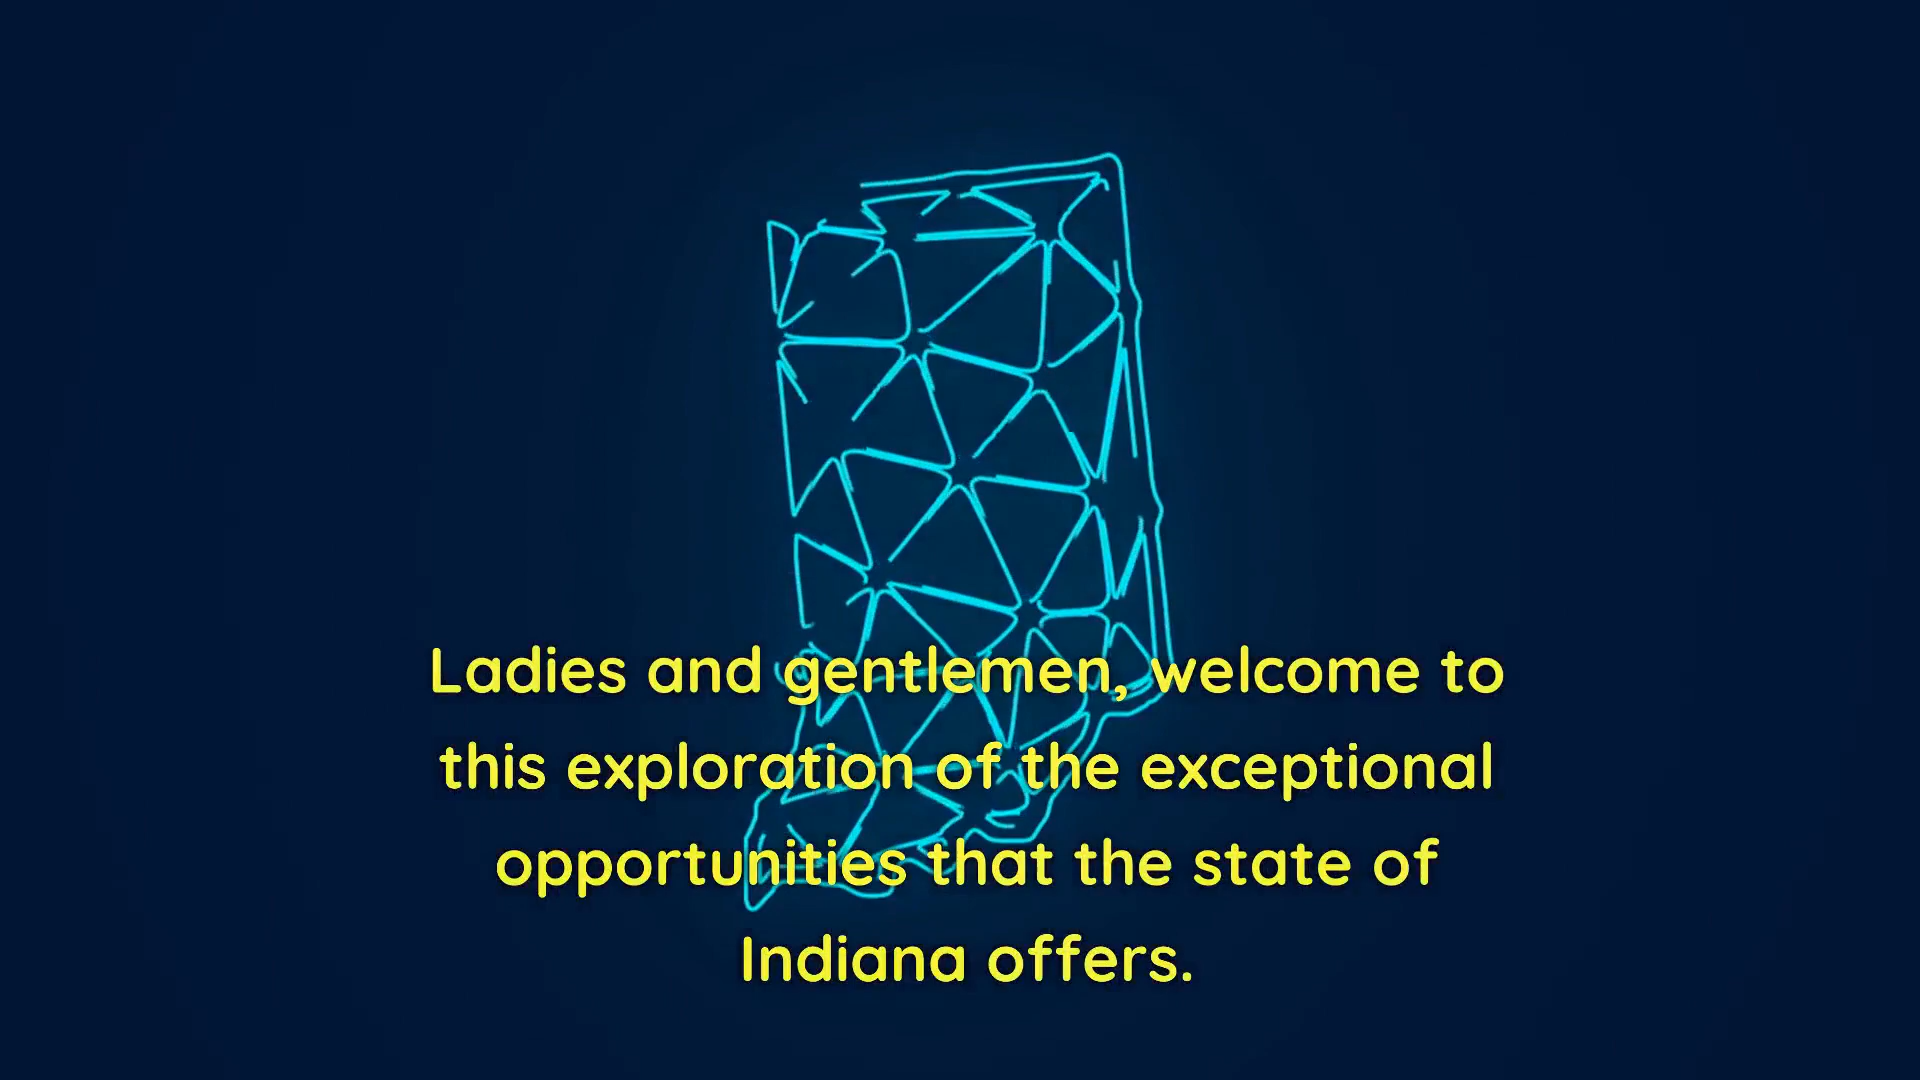 Ladies and gentlemen, welcome to
this exploration of the exceptional
opportunities that the state of
Indiana offers.